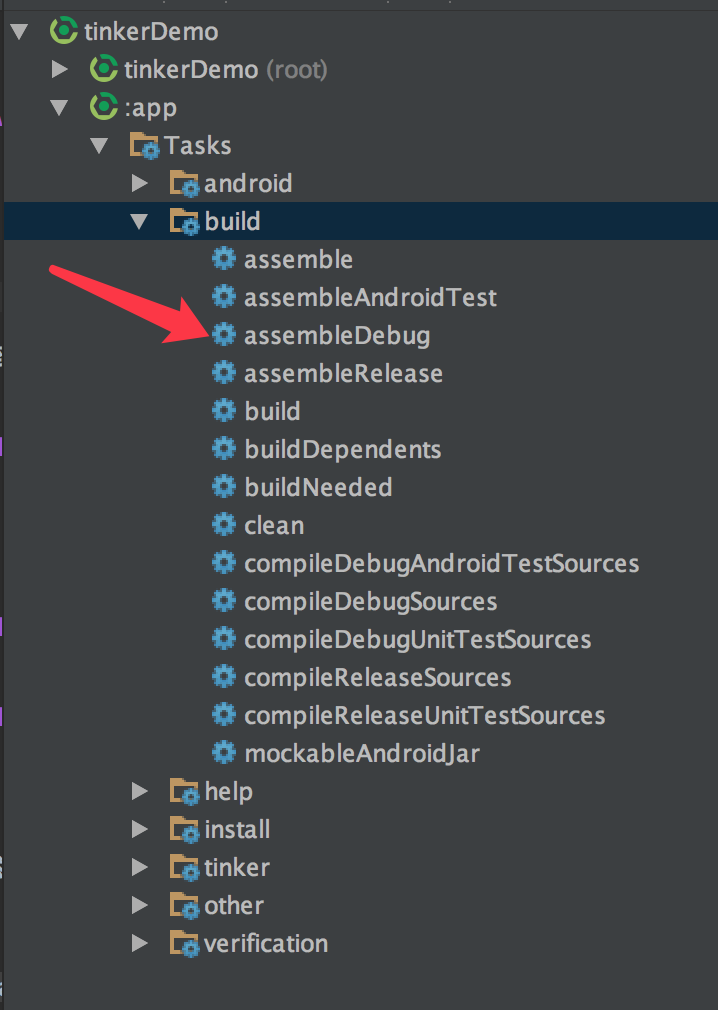 tinkerDemo
tinkerDemo (root)
:app
Tasks
android
build
assemble
assembleAndroidTest
assembleDebug
assembleRelease
build
buildDependents
buildNeeded
clean
compileDebugAndroidTestSources
compileDebugSources
compileDebugUnitTestSources
compileReleaseSources
compileReleaseUnitTestSources
mockableAndroidJar
help
install
tinker
other
verification